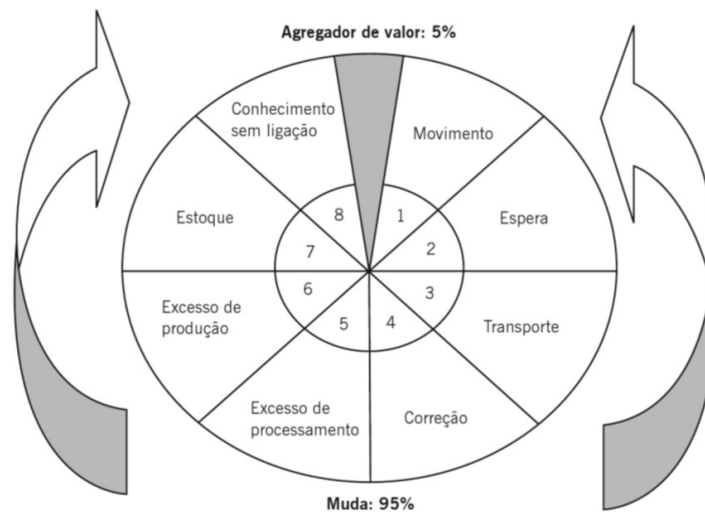 Agregador de valor: 5%
Conhecimento
sem ligação
Movimento
Estoque
Espera
8
1
7
2
6
3
5
4
Excesso de
produção
Transporte
Excesso de
processamento
Correção
Muda: 95%